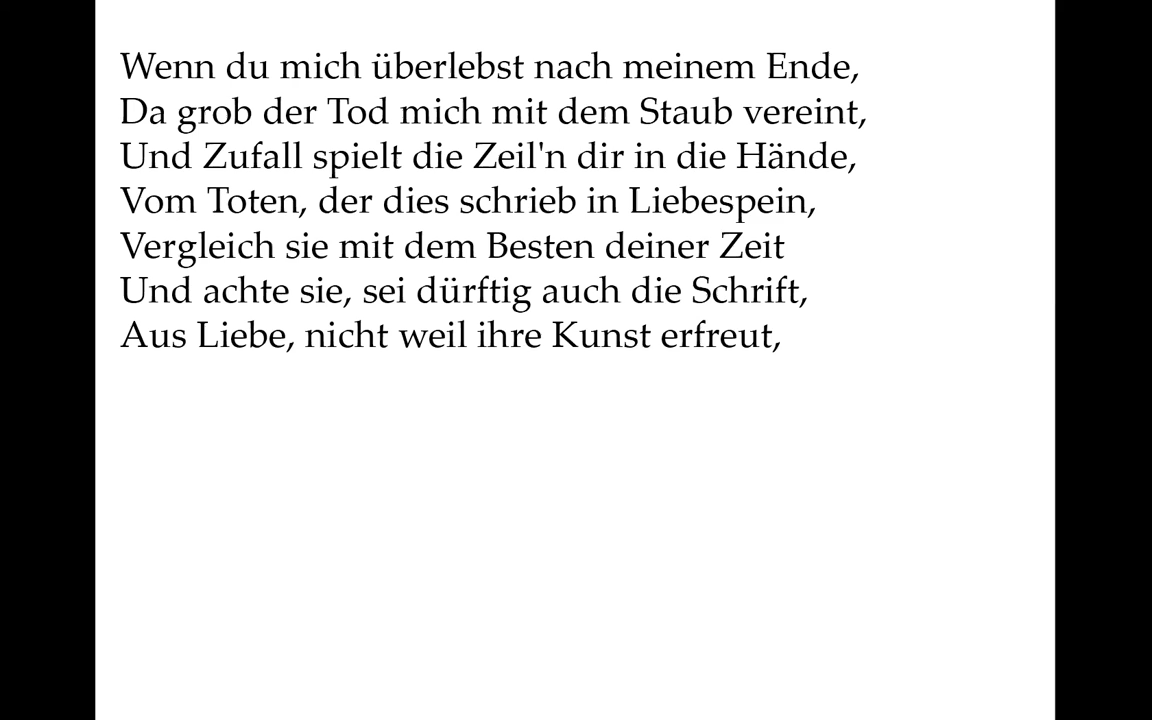 Wenn du mich überlebst nach meinem Ende,
Da grob der Tod mich mit dem Staub vereint,
Und Zufall spielt die Zeil'n dir in die Hände,
Vom Toten, der dies schrieb in Liebespein,
Vergleich sie mit dem Besten deiner Zeit
Und achte sie, sei dürftig auch die Schrift,
Aus Liebe, nicht weil ihre Kunst erfreut,